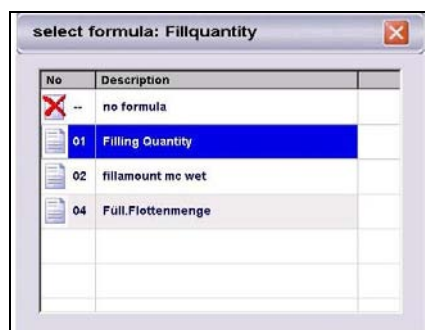 select formula: Fillquantity
No Description
-- no formula
01 Filling Quantity
02 fillamount mc wet
04 Füll.Flottenmenge